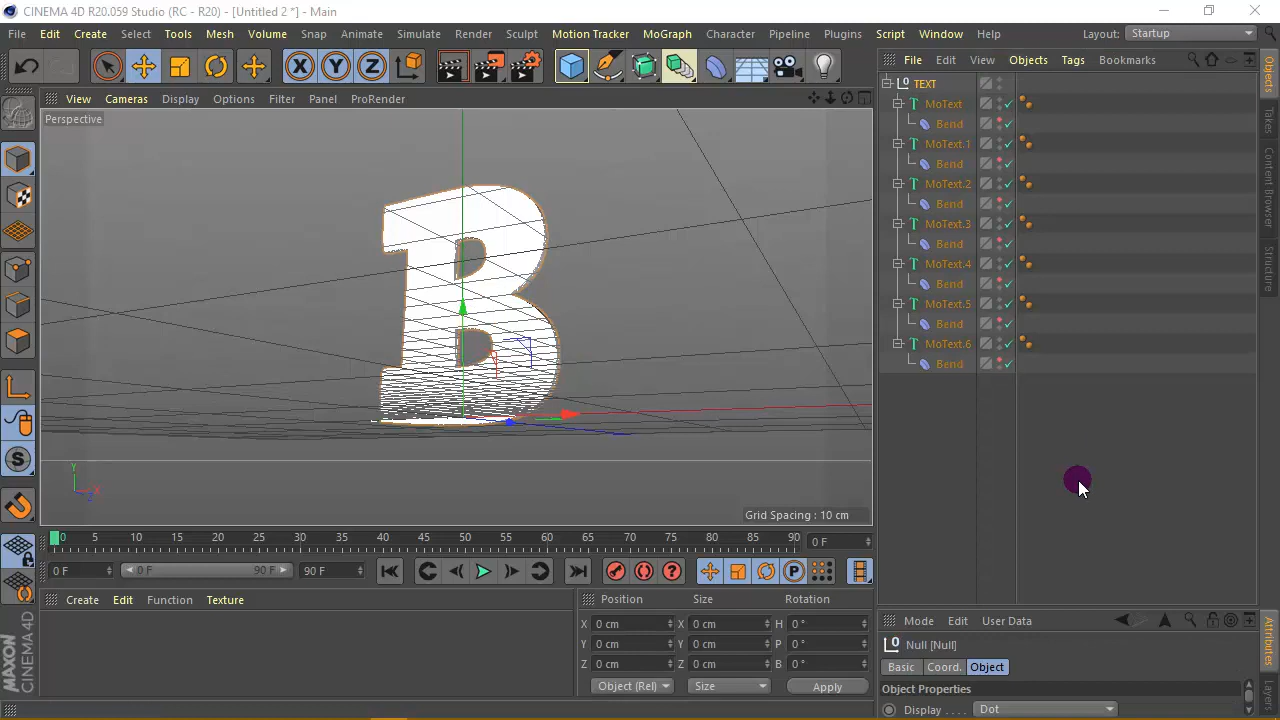 CINEMA 4D R20.059 Studio (RC - R20) - [Untitled 2 *] - Main
File Edit Create Select Tools Mesh Volume Snap Animate Simulate Render Sculpt Motion Tracker MoGraph Character Pipeline Plugins Script Window Help Layout: Startup
X Y Z
File Edit View Objects Tags Bookmarks
View Cameras Display Options Filter Panel ProRender
Perspective
TEXT
MoText
Bend
MoText.1
Bend
MoText.2
Bend
MoText.3
Bend
MoText.4
Bend
MoText.5
Bend
MoText.6
Bend
Objects
Takes
Content Browser
Structure
B
S
Y
X
Z
Grid Spacing : 10 cm
0 5 10 15 20 25 30 35 40 45 50 55 60 65 70 75 80 85 90 0 F
0 F 0 F 90 F 90 F
P
Create Edit Function Texture
Position Size Rotation
X 0 cm X 0 cm H 0 °
Y 0 cm Y 0 cm P 0 °
Z 0 cm Z 0 cm B 0 °
Object (Rel) Size Apply
Mode Edit User Data
Null [Null]
Basic Coord. Object
Object Properties
Display . . . . Dot
Attributes
Layers
MAXON
CINEMA 4D